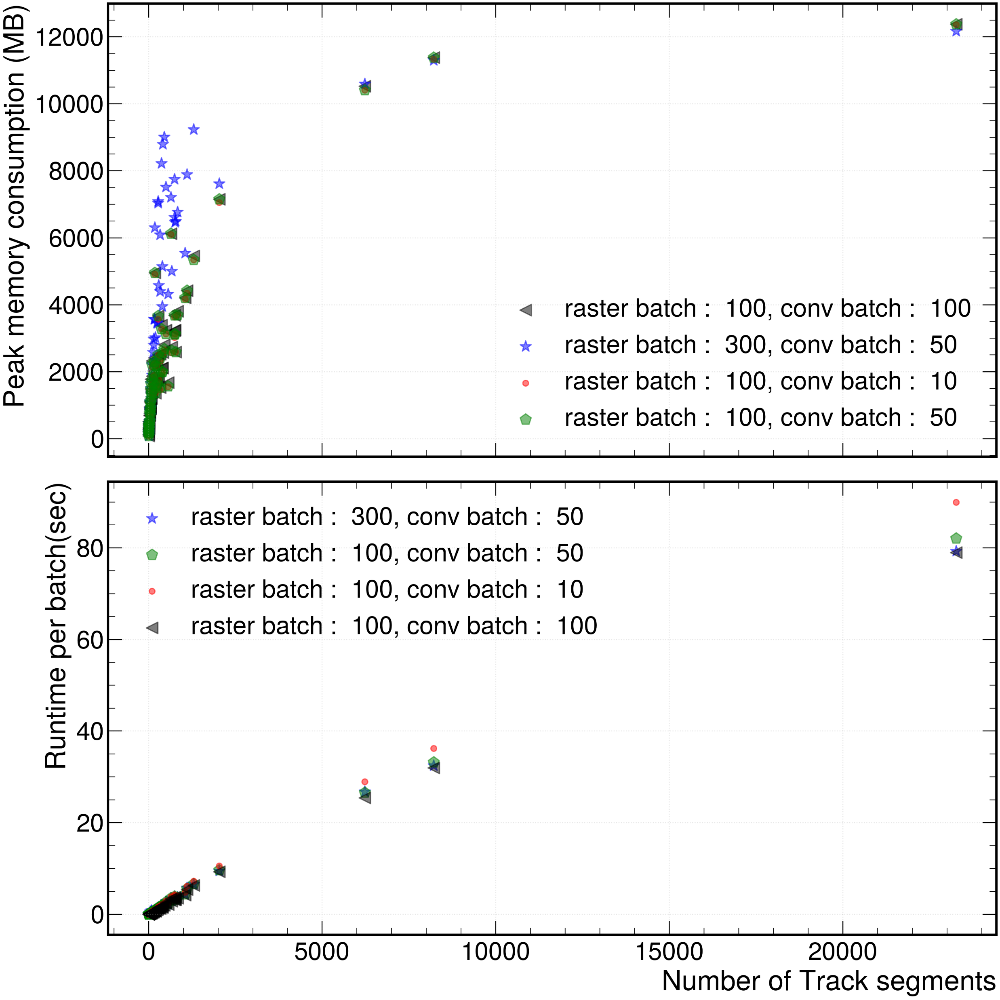 Peak memory consumption (MB)
12000
10000
8000
6000
4000
2000
0
raster batch : 100, conv batch : 100
raster batch : 300, conv batch : 50
raster batch : 100, conv batch : 10
raster batch : 100, conv batch : 50
Runtime per batch(sec)
80
60
40
20
0
raster batch : 300, conv batch : 50
raster batch : 100, conv batch : 50
raster batch : 100, conv batch : 10
raster batch : 100, conv batch : 100
0 5000 10000 15000 20000
Number of Track segments